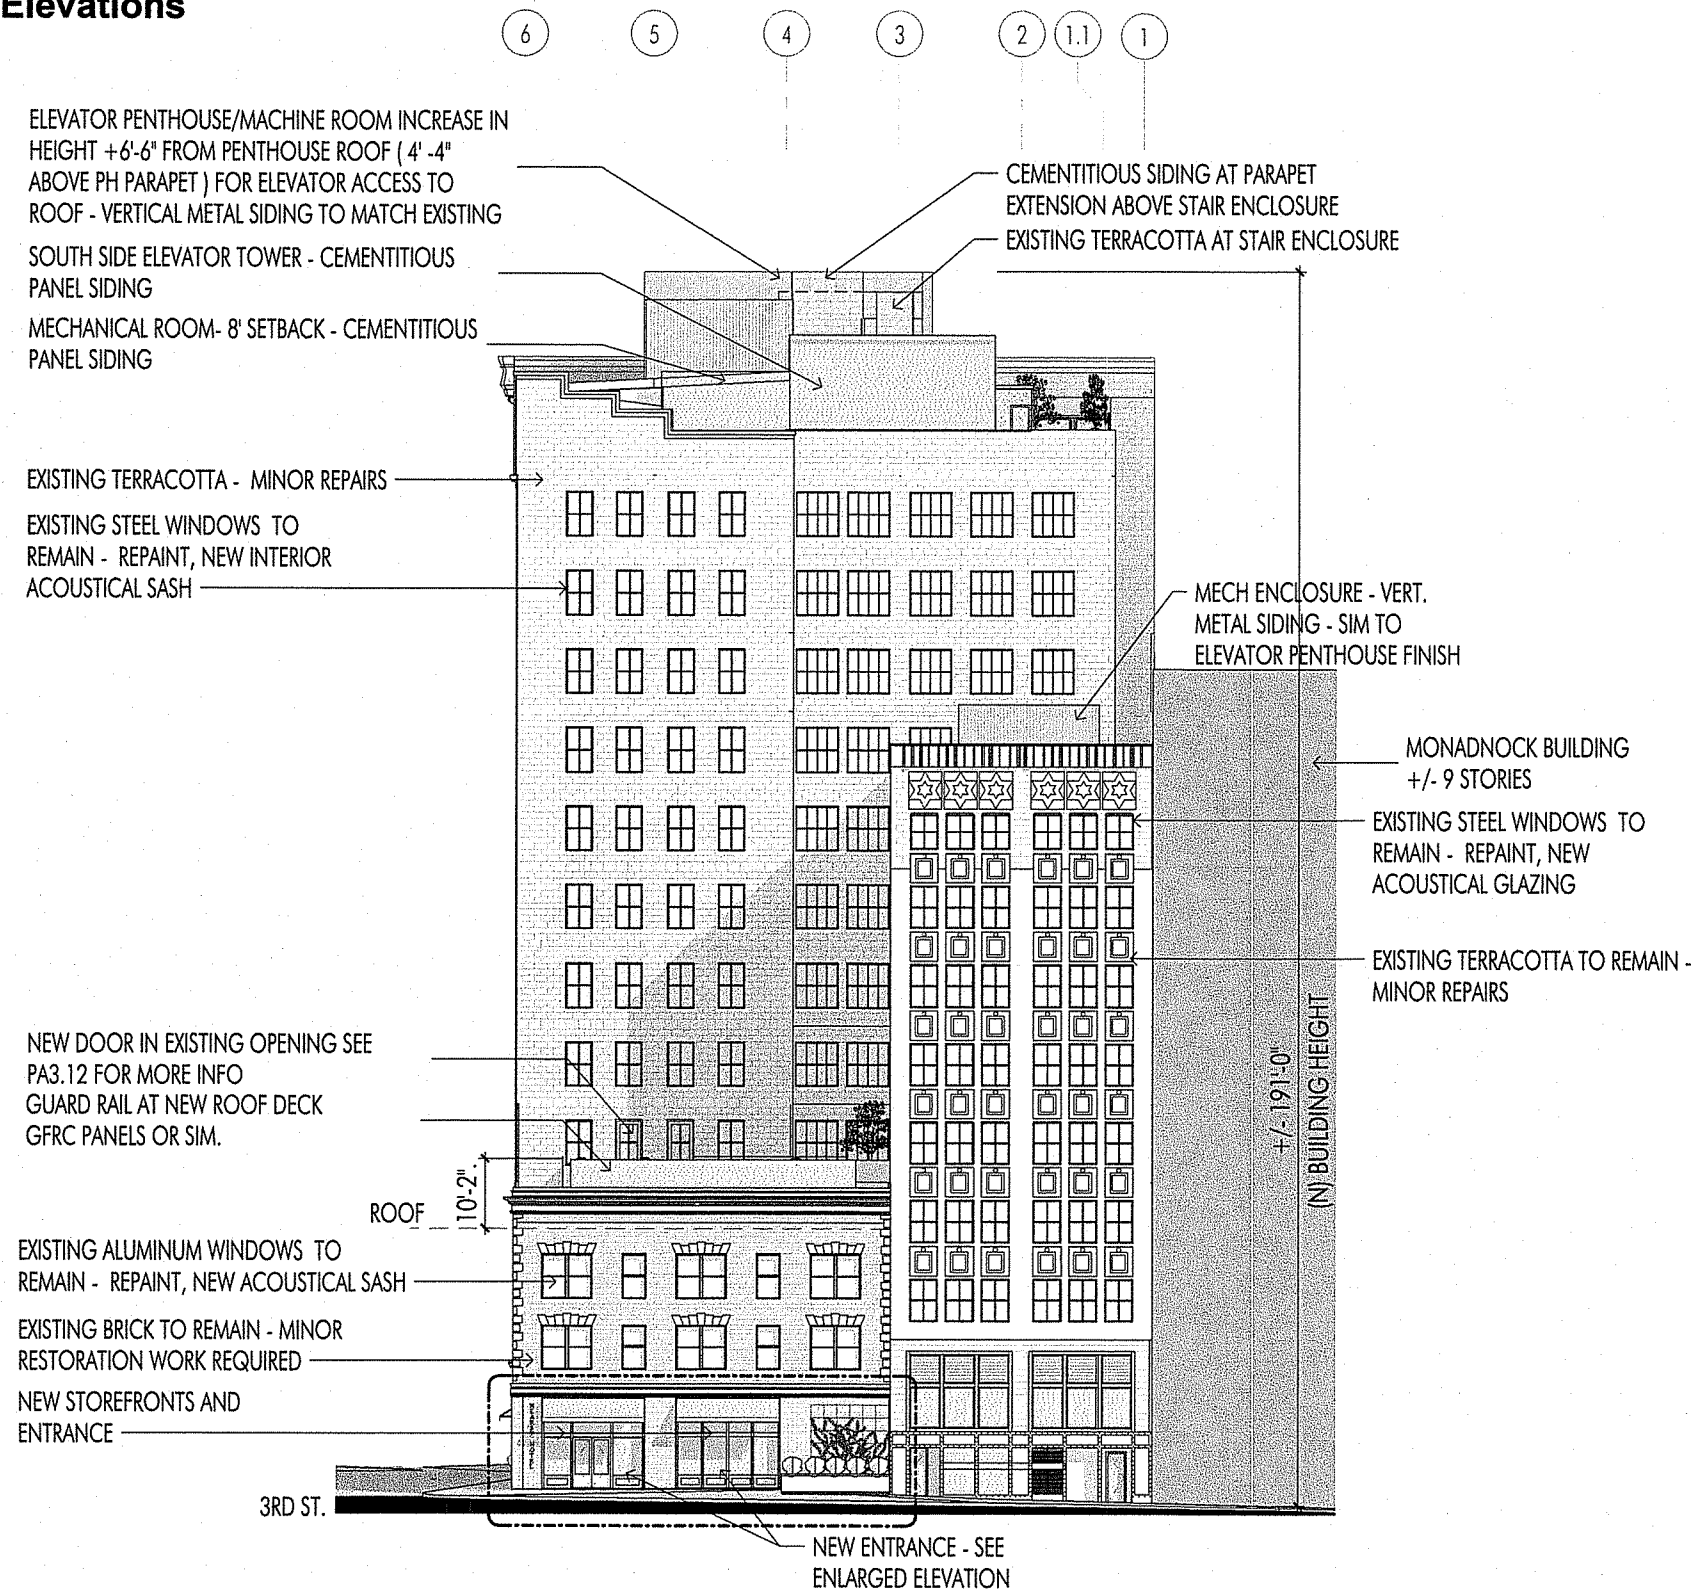 Elevations
6 5 4 3 2 1.1 1
ELEVATOR PENTHOUSE/MACHINE ROOM INCREASE IN
HEIGHT +6'-6" FROM PENTHOUSE ROOF ( 4' -4"
ABOVE PH PARAPET ) FOR ELEVATOR ACCESS TO
ROOF - VERTICAL METAL SIDING TO MATCH EXISTING
SOUTH SIDE ELEVATOR TOWER - CEMENTITIOUS
PANEL SIDING
MECHANICAL ROOM- 8' SETBACK - CEMENTITIOUS
PANEL SIDING
CEMENTITIOUS SIDING AT PARAPET
EXTENSION ABOVE STAIR ENCLOSURE
EXISTING TERRACOTTA AT STAIR ENCLOSURE
EXISTING TERRACOTTA - MINOR REPAIRS
EXISTING STEEL WINDOWS TO
REMAIN - REPAINT, NEW INTERIOR
ACOUSTICAL SASH
MECH ENCLOSURE - VERT.
METAL SIDING - SIM TO
ELEVATOR PENTHOUSE FINISH
MONADNOCK BUILDING
+/- 9 STORIES
EXISTING STEEL WINDOWS TO
REMAIN - REPAINT, NEW
ACOUSTICAL GLAZING
EXISTING TERRACOTTA TO REMAIN -
MINOR REPAIRS
+/- 191'-0"
(N) BUILDING HEIGHT
NEW DOOR IN EXISTING OPENING SEE
PA3.12 FOR MORE INFO
GUARD RAIL AT NEW ROOF DECK
GFRC PANELS OR SIM.
10'-2".
ROOF
EXISTING ALUMINUM WINDOWS TO
REMAIN - REPAINT, NEW ACOUSTICAL SASH
EXISTING BRICK TO REMAIN - MINOR
RESTORATION WORK REQUIRED
NEW STOREFRONTS AND
ENTRANCE
3RD ST.
NEW ENTRANCE - SEE
ENLARGED ELEVATION